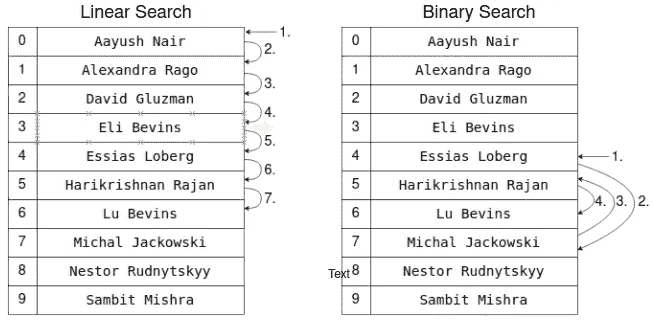 Linear Search
0 Aayush Nair
1 Alexandra Rago
2 David Gluzman
3 Eli Bevins
4 Essias Loberg
5 Harikrishnan Rajan
6 Lu Bevins
7 Michal Jackowski
8 Nestor Rudnytskyy
9 Sambit Mishra
1.
2.
3.
4.
5.
6.
7.
Binary Search
0 Aayush Nair
1 Alexandra Rago
2 David Gluzman
3 Eli Bevins
4 Essias Loberg
5 Harikrishnan Rajan
6 Lu Bevins
7 Michal Jackowski
Text 8 Nestor Rudnytskyy
9 Sambit Mishra
1.
4. 3. 2.